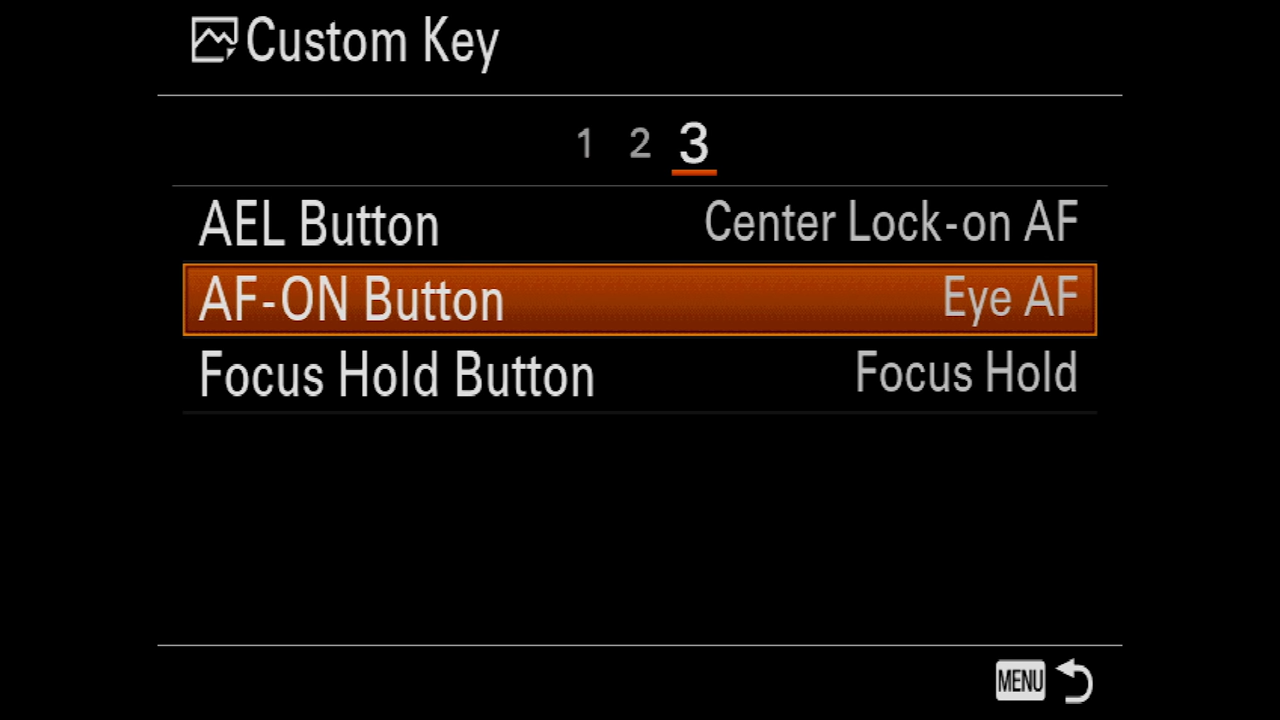 Custom Key
1 2 3
AEL Button Center Lock-on AF
AF-ON Button Eye AF
Focus Hold Button Focus Hold
MENU